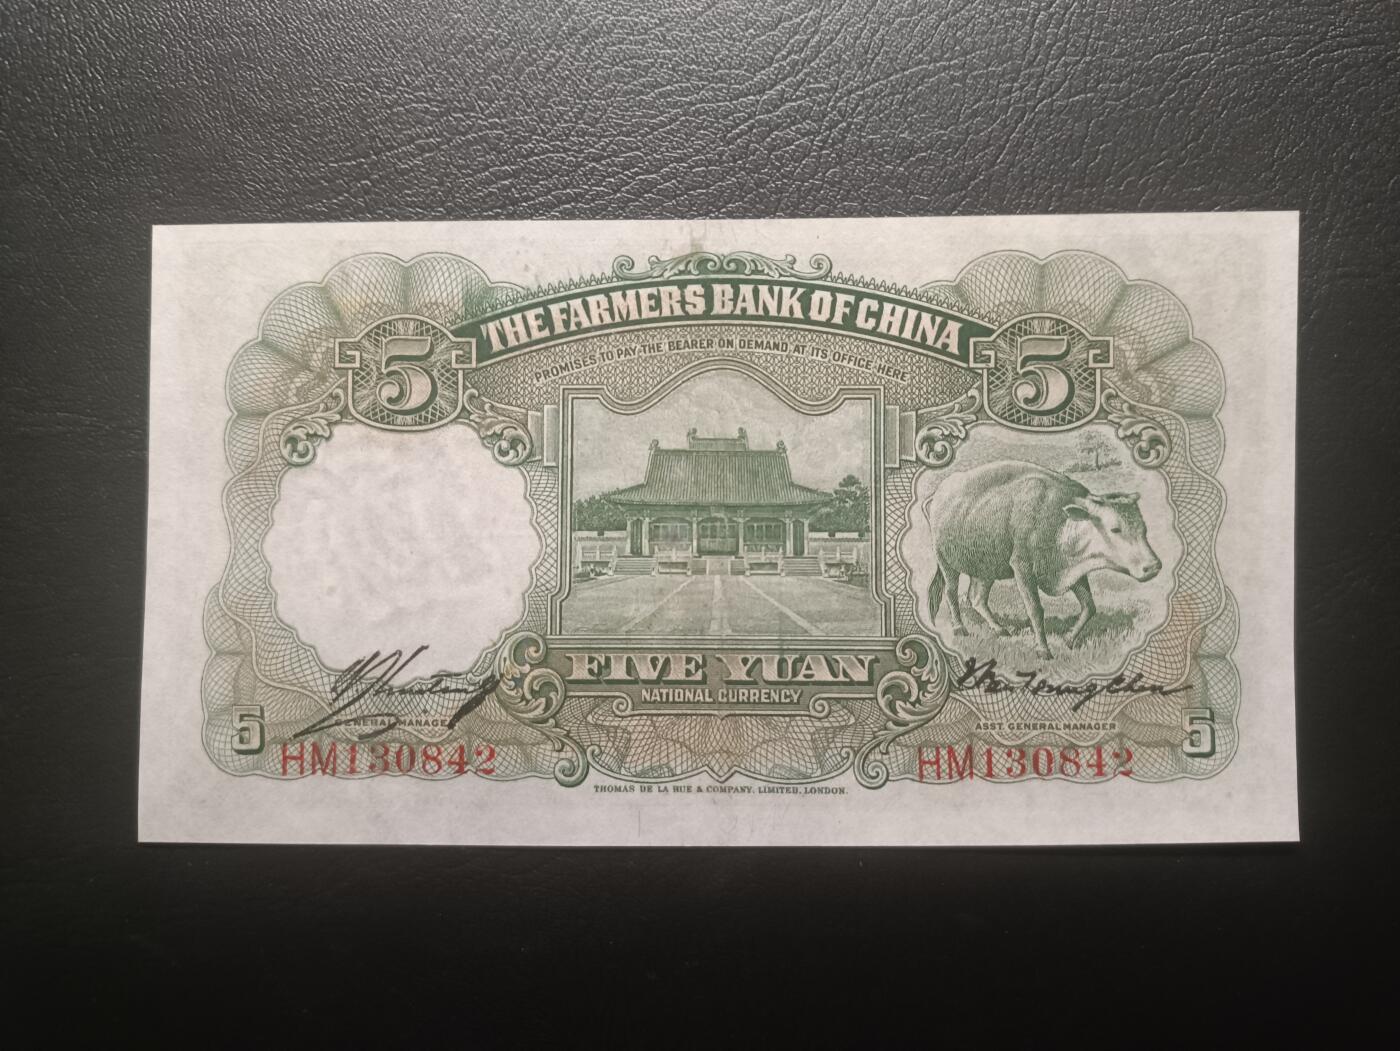 THE FARMERS BANK OF CHINA
PROMISES TO PAY THE BEARER ON DEMAND AT ITS OFFICE HERE
5 5
FIVE YUAN
NATIONAL CURRENCY
GENERAL MANAGER
ASST. GENERAL MANAGER
5 5
HM130842 HM130842
THOMAS DE LA RUE & COMPANY, LIMITED, LONDON.